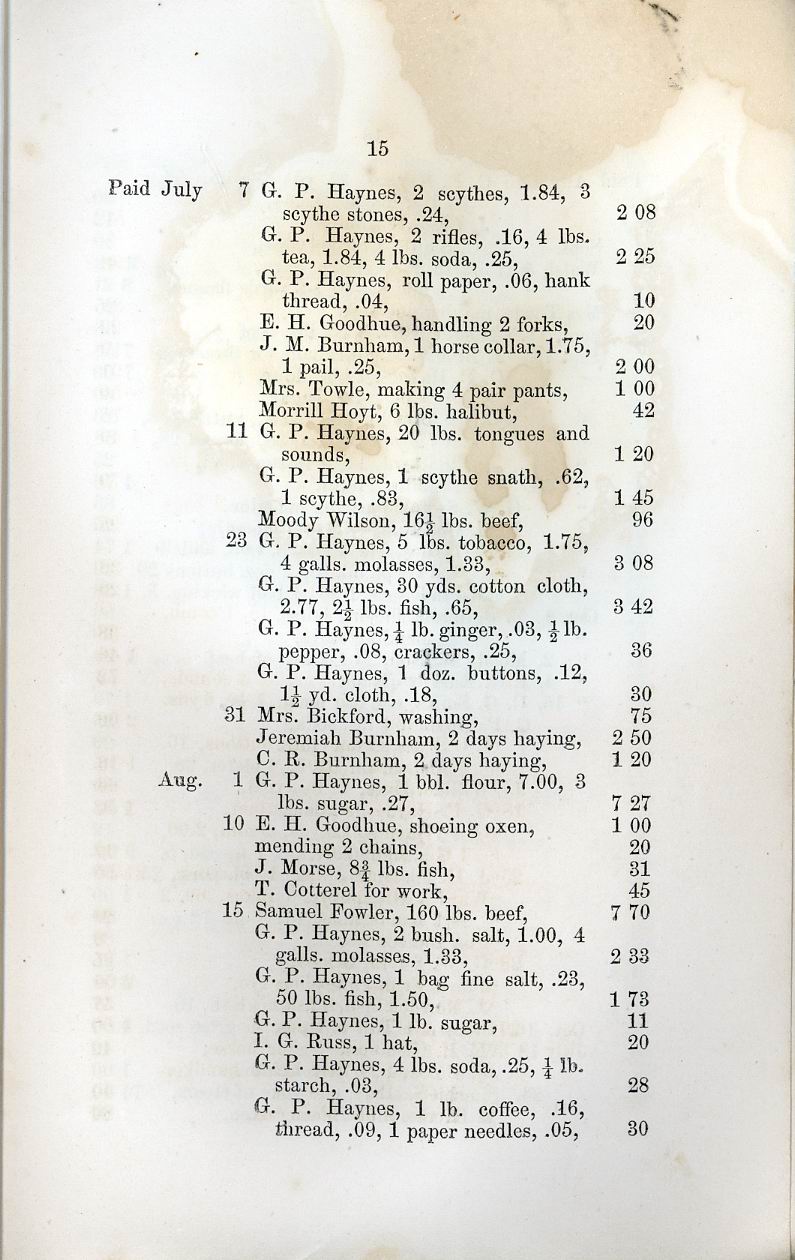 15
Paid July 7 G. P. Haynes, 2 scythes, 1.84, 3
scythe stones, .24, 2 08
G. P. Haynes, 2 rifles, .16, 4 lbs.
tea, 1.84, 4 lbs. soda, .25, 2 25
G. P. Haynes, roll paper, .06, hank
thread, .04, 10
E. H. Goodhue, handling 2 forks, 20
J. M. Burnham, 1 horse collar, 1.75,
1 pail, .25, 2 00
Mrs. Towle, making 4 pair pants, 1 00
Morrill Hoyt, 6 lbs. halibut, 42
11 G. P. Haynes, 20 lbs. tongues and
sounds, 1 20
G. P. Haynes, 1 scythe snath, .62,
1 scythe, .83, 1 45
Moody Wilson, 16½ lbs. beef, 96
23 G. P. Haynes, 5 lbs. tobacco, 1.75,
4 galls. molasses, 1.33, 3 08
G. P. Haynes, 30 yds. cotton cloth,
2.77, 2½ lbs. fish, .65, 3 42
G. P. Haynes, ¼ lb. ginger, .03, ½ lb.
pepper, .08, crackers, .25, 36
G. P. Haynes, 1 doz. buttons, .12,
1½ yd. cloth, .18, 30
31 Mrs. Bickford, washing, 75
Jeremiah Burnham, 2 days haying, 2 50
C. R. Burnham, 2 days haying, 1 20
Aug. 1 G. P. Haynes, 1 bbl. flour, 7.00, 3
lbs. sugar, .27, 7 27
10 E. H. Goodhue, shoeing oxen, 1 00
mending 2 chains, 20
J. Morse, 8¾ lbs. fish, 31
T. Cotterel for work, 45
15 Samuel Fowler, 160 lbs. beef, 7 70
G. P. Haynes, 2 bush. salt, 1.00, 4
galls. molasses, 1.33, 2 33
G. P. Haynes, 1 bag fine salt, .23,
50 lbs. fish, 1.50, 1 73
G. P. Haynes, 1 lb. sugar, 11
I. G. Russ, 1 hat, 20
G. P. Haynes, 4 lbs. soda, .25, ¼ lb.
starch, .03, 28
G. P. Haynes, 1 lb. coffee, .16,
thread, .09, 1 paper needles, .05, 30